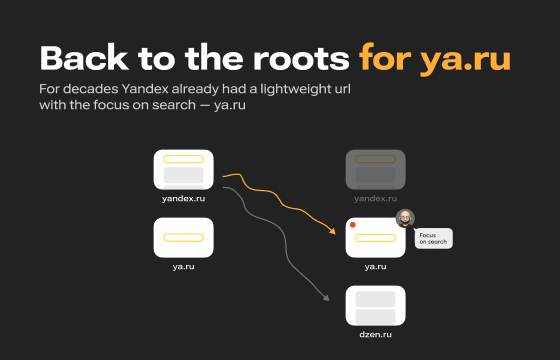 Back to the roots for ya.ru
For decades Yandex already had a lightweight url
with the focus on search — ya.ru
yandex.ru
yandex.ru
ya.ru
ya.ru
Focus
on search
dzen.ru